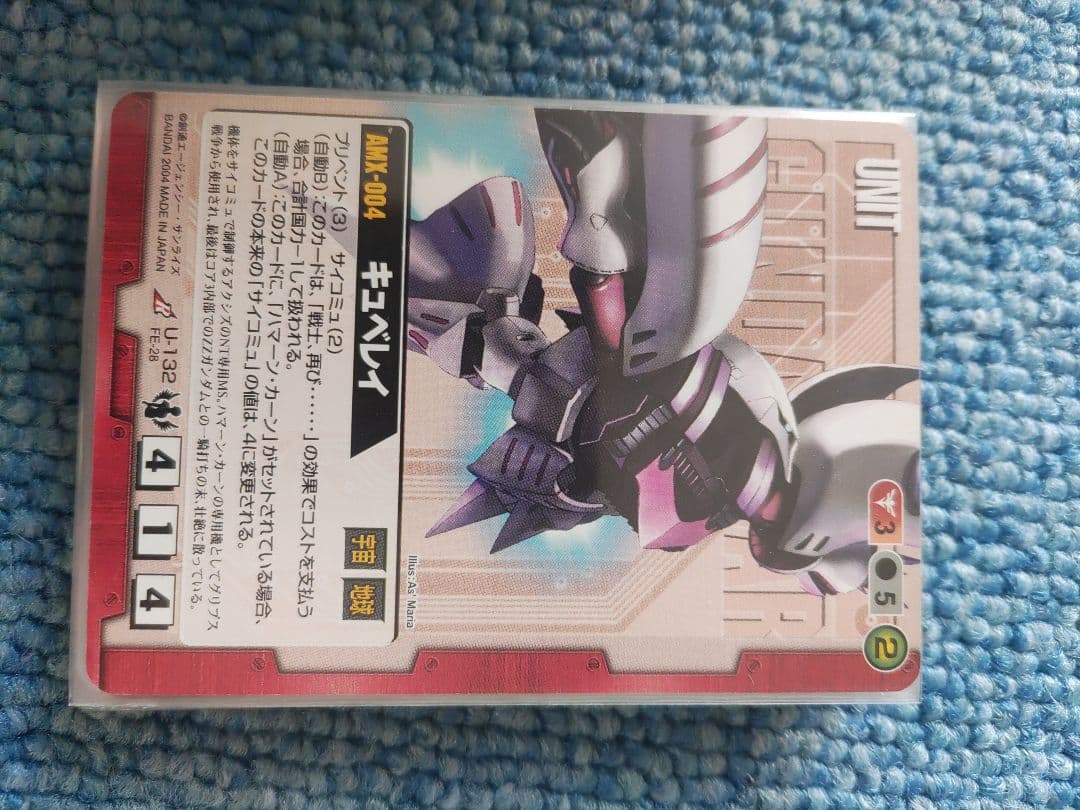 UNIT
GUNDAM WAR
3
5
2
Illus:As' Maria
AMX-004
キュベレイ
宇宙
地球
プリベント(3) サイコミュ(2)
(自動B):このカードは、「戦士、再び……」の効果でコストを支払う
場合、合計国力-1して扱われる。
(自動A):このカードに、「ハマーン・カーン」がセットされている場合、
このカードの本来の「サイコミュ」の値は、4に変更される。
機体をサイコミュで制御するアクシズのNT専用MS。ハマーン・カーンの専用機としてグリプス
戦争から使用され、最後はコア3内部でのZZガンダムとの一騎打ちの末、壮絶に散っている。
©創通エージェンシー・サンライズ
BANDAI 2004 MADE IN JAPAN
U-132
FE-28
4
1
4